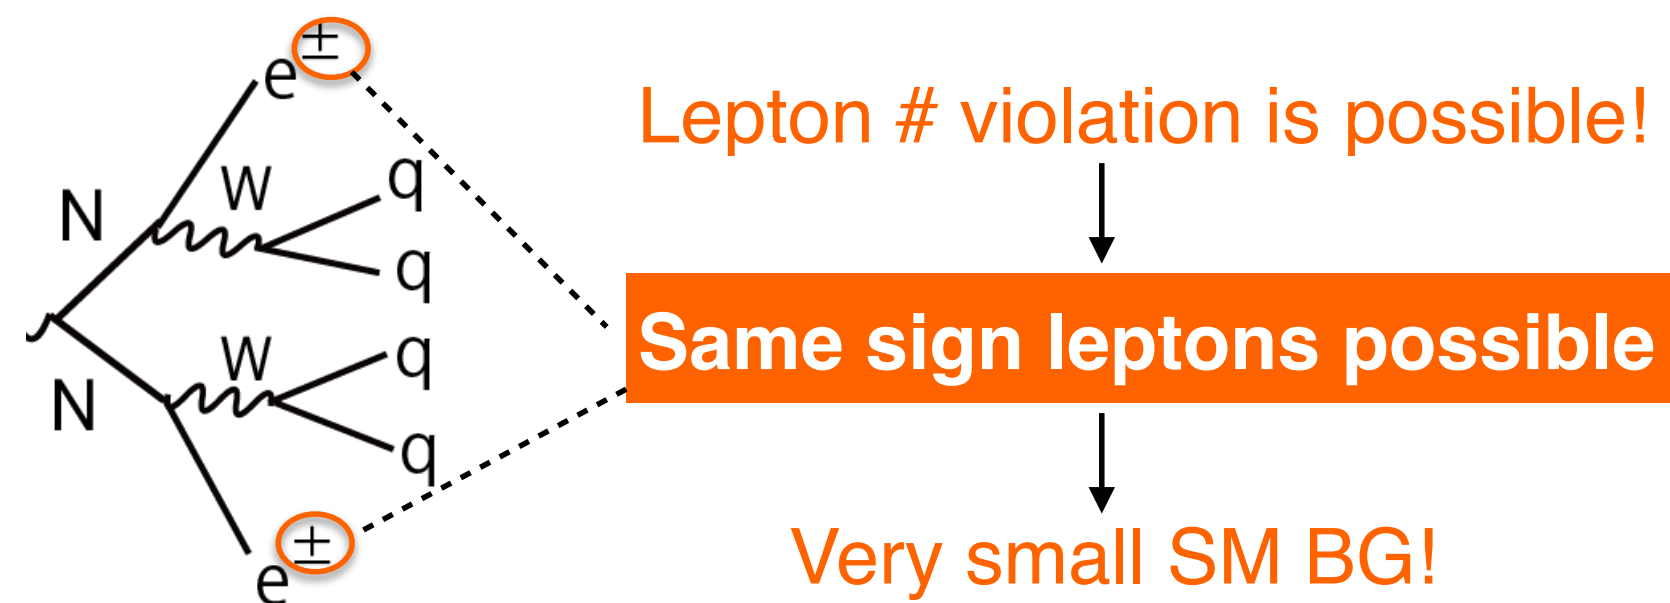 e±
Lepton # violation is possible!
W
q
N
q
Same sign leptons possible
W
q
N
q
Very small SM BG!
e±